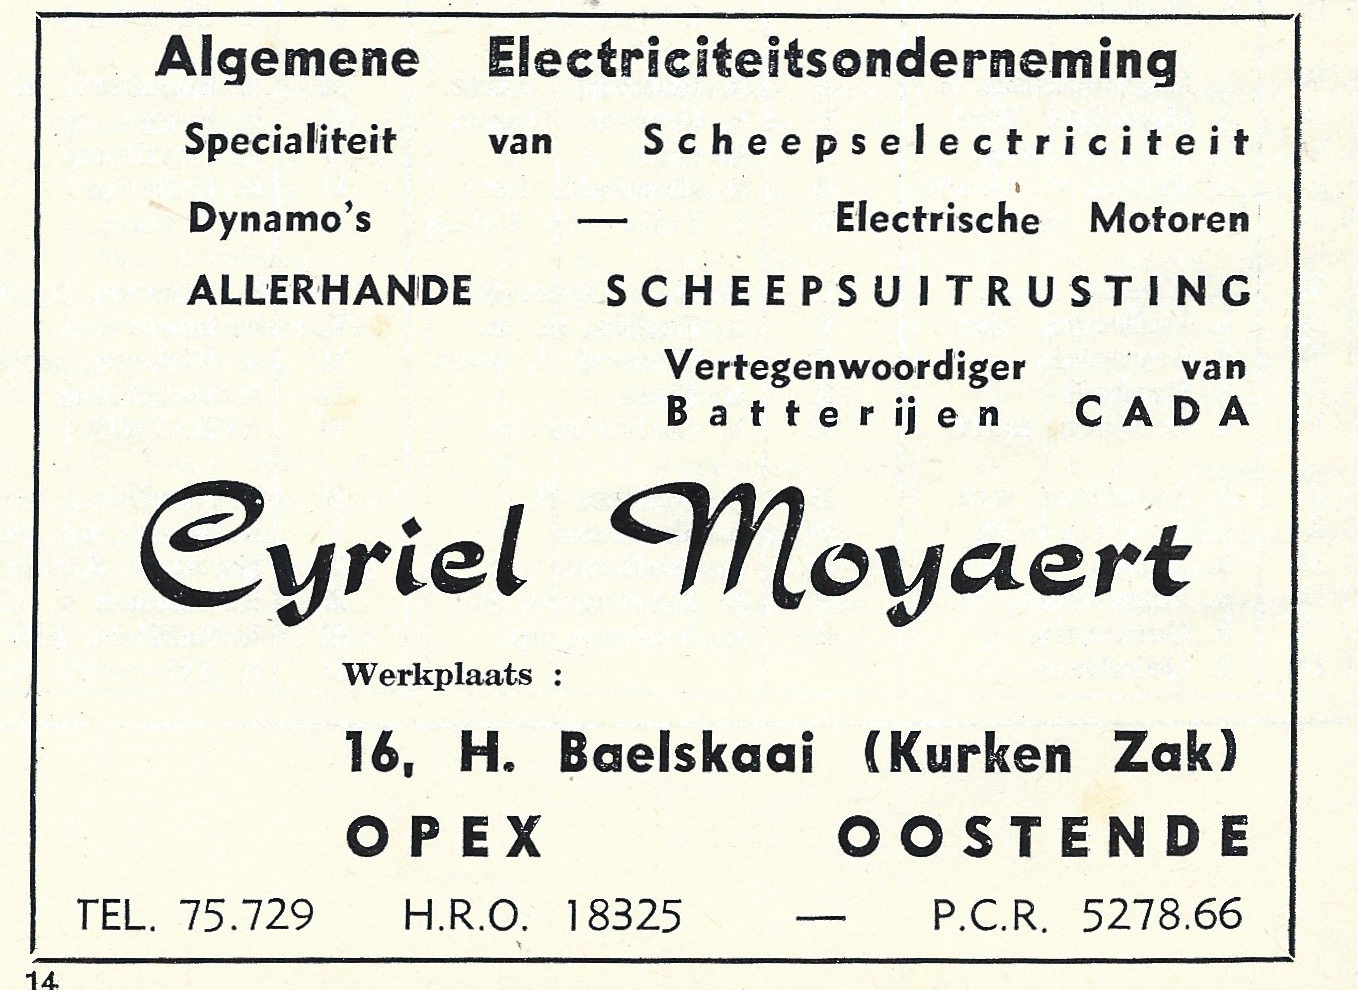 Algemene Electriciteitsonderneming
Specialiteit van Scheepselectriciteit
Dynamo's — Electrische Motoren
ALLERHANDE SCHEEPSUITRUSTING
Vertegenwoordiger van
Batterijen CADA
Cyriel Moyaert
Werkplaats :
16, H. Baelskaai (Kurken Zak)
OPEX OOSTENDE
TEL. 75.729 H.R.O. 18325 — P.C.R. 5278.66
14